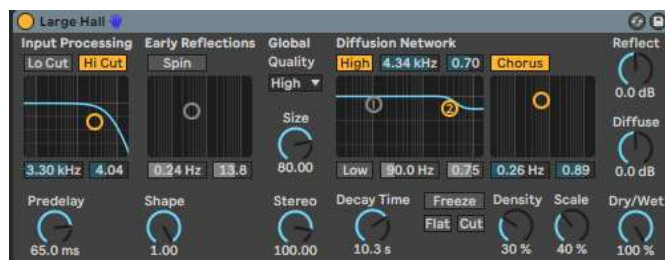 Large Hall
Input Processing Early Reflections Global Diffusion Network Reflect
Lo Cut Hi Cut Spin Quality High 4.34 kHz 0.70 Chorus
High
0.0 dB
1 2
Size Diffuse
3.30 kHz 4.04 0.24 Hz 13.8 80.00 Low 90.0 Hz 0.75 0.26 Hz 0.89 0.0 dB
Predelay Shape Stereo Decay Time Freeze Density Scale Dry/Wet
Flat Cut
65.0 ms 1.00 100.00 10.3 s 30 % 40 % 100 %